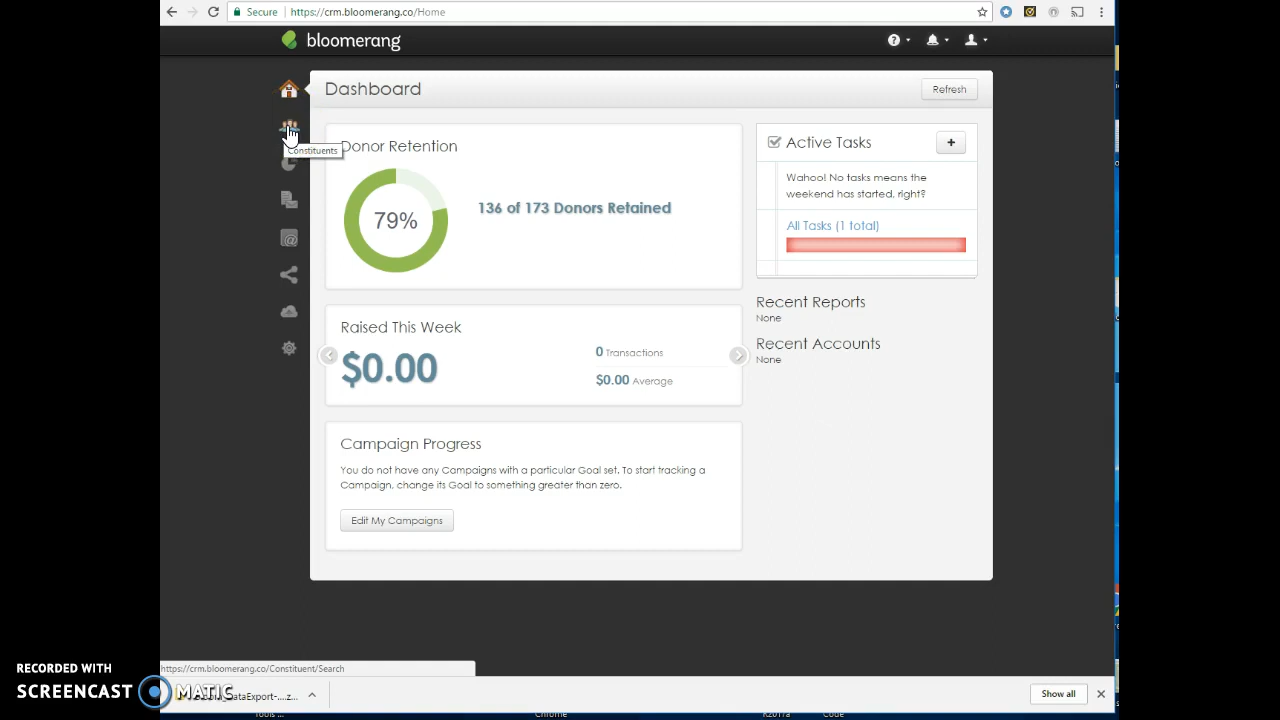 Secure https://crm.bloomerang.co/Home
bloomerang
Dashboard
Refresh
Constituents
Donor Retention
79%
136 of 173 Donors Retained
Active Tasks
+
Wahoo! No tasks means the
weekend has started, right?
All Tasks (1 total)
Recent Reports
None
Recent Accounts
None
Raised This Week
$0.00
0 Transactions
$0.00 Average
Campaign Progress
You do not have any Campaigns with a particular Goal set. To start tracking a
Campaign, change its Goal to something greater than zero.
Edit My Campaigns
https://crm.bloomerang.co/Constituent/Search
RECORDED WITH
SCREENCAST MATIC
Show all
Tools ...
Chrome
Code